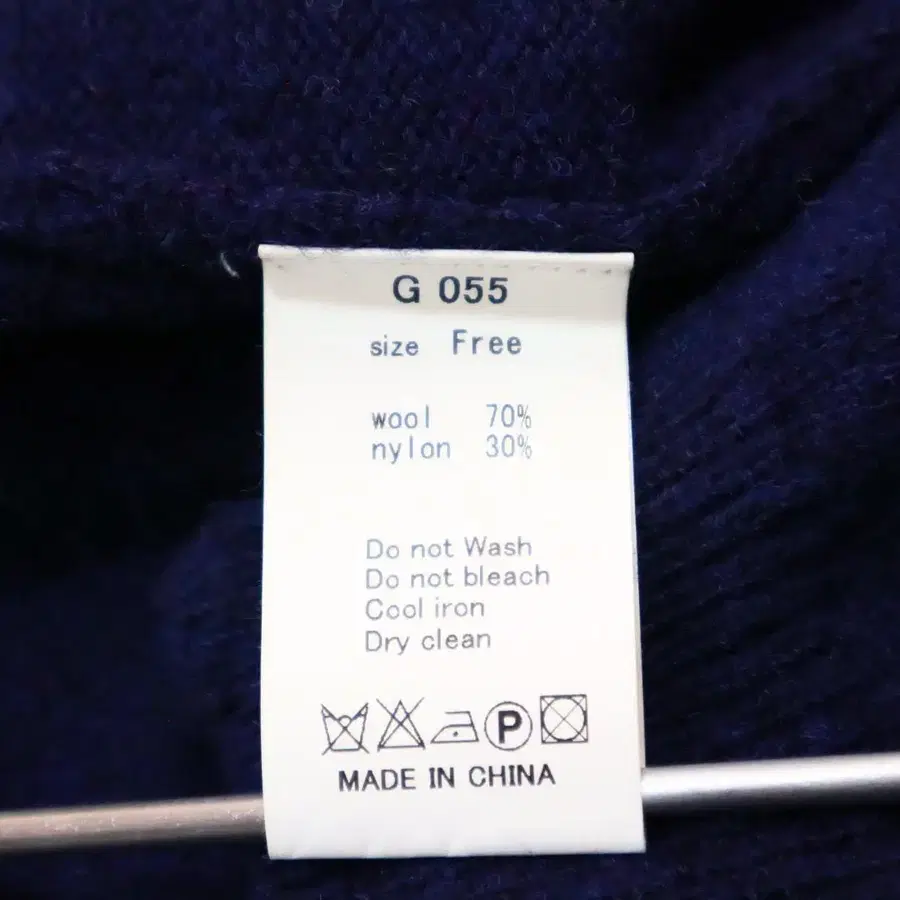 G 055
size Free
wool 70%
nylon 30%
Do not Wash
Do not bleach
Cool iron
Dry clean
P
MADE IN CHINA